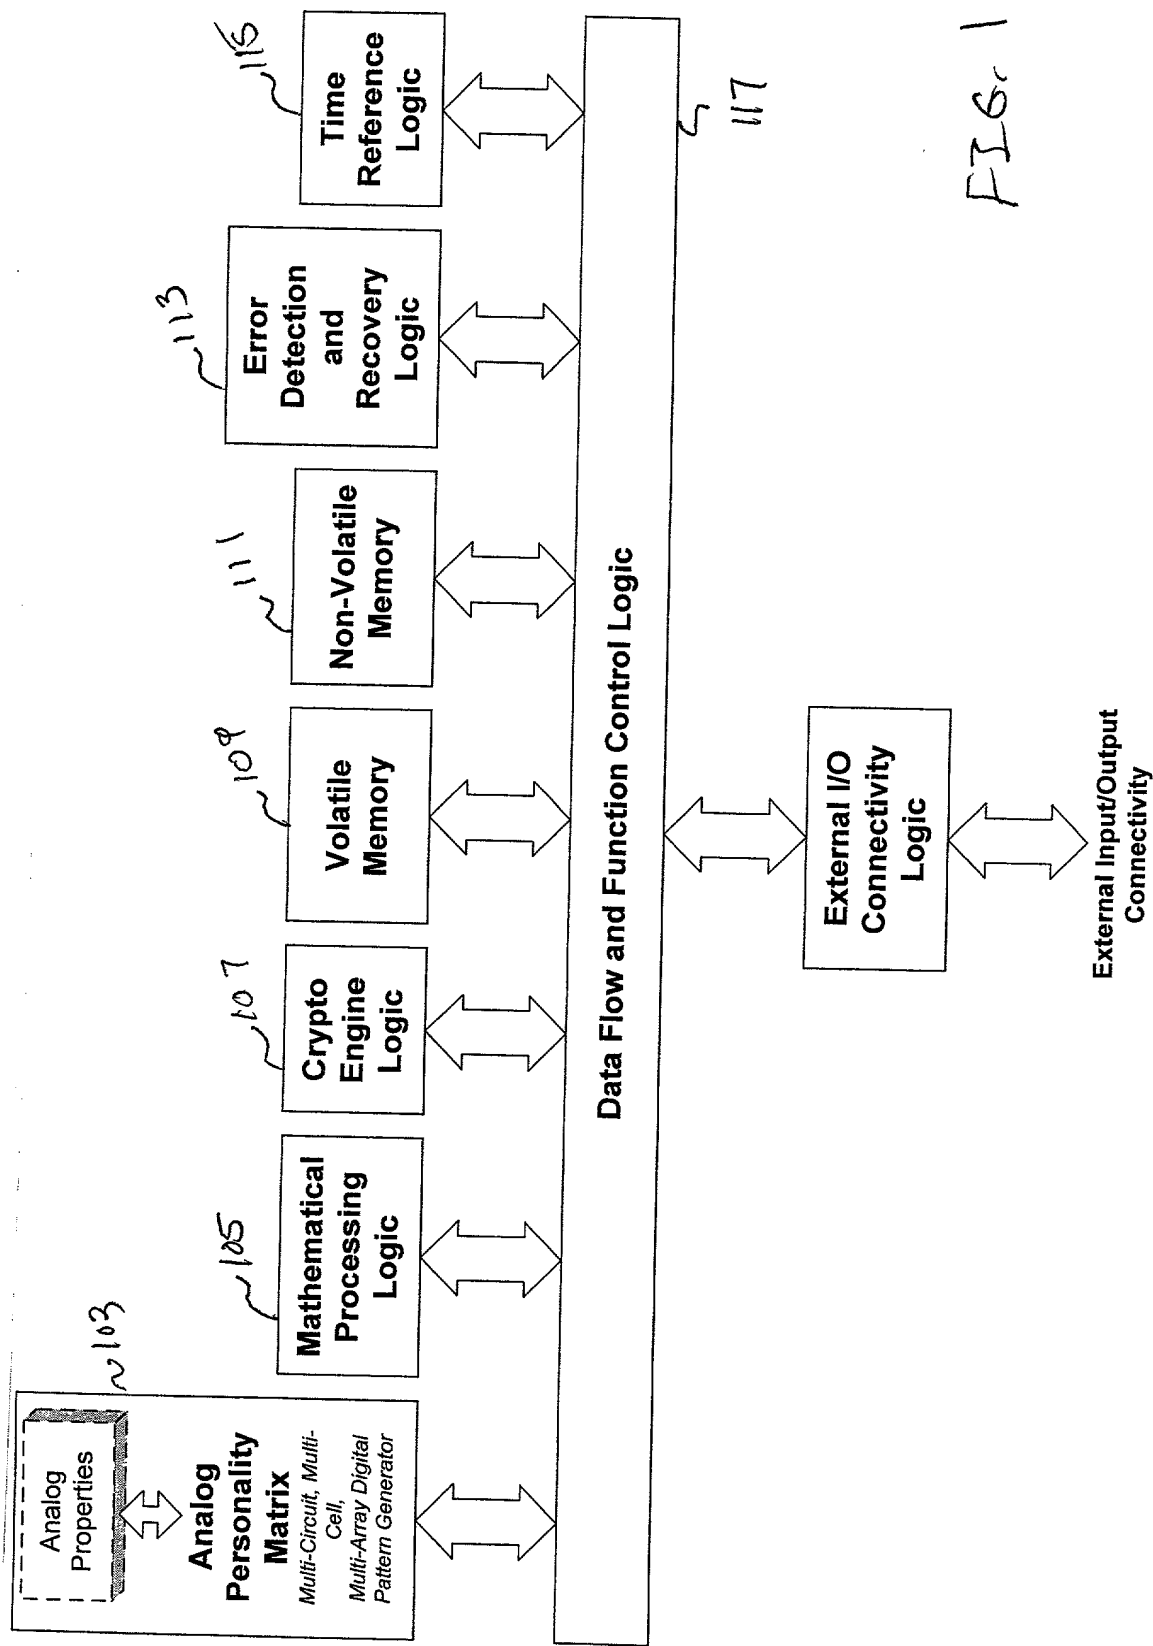 103
Analog
Properties
Analog
Personality
Matrix
Multi-Circuit, Multi-
Cell,
Multi-Array Digital
Pattern Generator
105
Mathematical
Processing
Logic
107
Crypto
Engine
Logic
109
Volatile
Memory
111
Non-Volatile
Memory
113
Error
Detection
and
Recovery
Logic
115
Time
Reference
Logic
Data Flow and Function Control Logic
117
External I/O
Connectivity
Logic
External Input/Output
Connectivity
FIG. 1